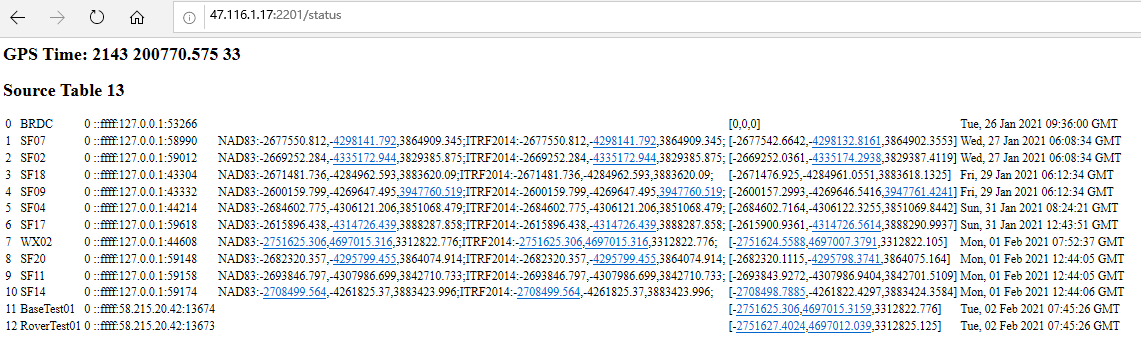 47.116.1.17:2201/status
GPS Time: 2143 200770.575 33
Source Table 13
0 BRDC 0 ::ffff:127.0.0.1:53266 [0,0,0] Tue, 26 Jan 2021 09:36:00 GMT
1 SF07 0 ::ffff:127.0.0.1:58990 NAD83:-2677550.812,-4298141.792,3864909.345;ITRF2014:-2677550.812,-4298141.792,3864909.345; [-2677542.6642,-4298132.8161,3864902.3553] Wed, 27 Jan 2021 06:08:34 GMT
2 SF02 0 ::ffff:127.0.0.1:59012 NAD83:-2669252.284,-4335172.944,3829385.875;ITRF2014:-2669252.284,-4335172.944,3829385.875; [-2669252.0361,-4335174.2938,3829387.4119] Wed, 27 Jan 2021 06:08:34 GMT
3 SF18 0 ::ffff:127.0.0.1:43304 NAD83:-2671481.736,-4284962.593,3883620.09;ITRF2014:-2671481.736,-4284962.593,3883620.09; [-2671476.925,-4284961.0551,3883618.1325] Fri, 29 Jan 2021 06:12:34 GMT
4 SF09 0 ::ffff:127.0.0.1:43332 NAD83:-2600159.799,-4269647.495,3947760.519;ITRF2014:-2600159.799,-4269647.495,3947760.519; [-2600157.2993,-4269646.5416,3947761.4241] Fri, 29 Jan 2021 06:12:34 GMT
5 SF04 0 ::ffff:127.0.0.1:44214 NAD83:-2684602.775,-4306121.206,3851068.479;ITRF2014:-2684602.775,-4306121.206,3851068.479; [-2684602.7164,-4306122.3255,3851069.8442] Sun, 31 Jan 2021 08:24:21 GMT
6 SF17 0 ::ffff:127.0.0.1:59618 NAD83:-2615896.438,-4314726.439,3888287.858;ITRF2014:-2615896.438,-4314726.439,3888287.858; [-2615900.9361,-4314726.5614,3888290.9937] Sun, 31 Jan 2021 12:43:51 GMT
7 WX02 0 ::ffff:127.0.0.1:44608 NAD83:-2751625.306,4697015.316,3312822.776;ITRF2014:-2751625.306,4697015.316,3312822.776; [-2751624.5588,4697007.3791,3312822.105] Mon, 01 Feb 2021 07:52:37 GMT
8 SF20 0 ::ffff:127.0.0.1:59148 NAD83:-2682320.357,-4295799.455,3864074.914;ITRF2014:-2682320.357,-4295799.455,3864074.914; [-2682320.1115,-4295798.3741,3864075.164] Mon, 01 Feb 2021 12:44:05 GMT
9 SF11 0 ::ffff:127.0.0.1:59158 NAD83:-2693846.797,-4307986.699,3842710.733;ITRF2014:-2693846.797,-4307986.699,3842710.733; [-2693843.9272,-4307986.9404,3842701.5109] Mon, 01 Feb 2021 12:44:05 GMT
10 SF14 0 ::ffff:127.0.0.1:59174 NAD83:-2708499.564,-4261825.37,3883423.996;ITRF2014:-2708499.564,-4261825.37,3883423.996; [-2708498.7885,-4261822.4297,3883424.3584] Mon, 01 Feb 2021 12:44:06 GMT
11 BaseTest01 0 ::ffff:58.215.20.42:13674 [-2751625.306,4697015.3159,3312822.776] Tue, 02 Feb 2021 07:45:26 GMT
12 RoverTest01 0 ::ffff:58.215.20.42:13673 [-2751627.4024,4697012.039,3312825.125] Tue, 02 Feb 2021 07:45:26 GMT